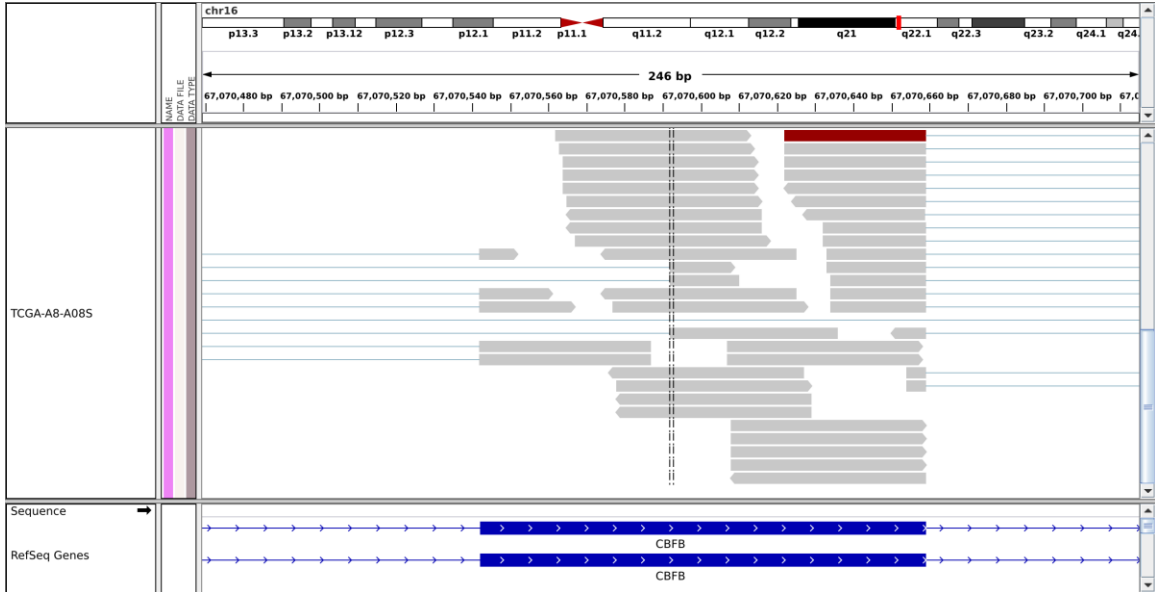 chr16
p13.3 p13.2 p13.12 p12.3 p12.1 p11.2 p11.1 q11.2 q12.1 q12.2 q21 q22.1 q22.3 q23.2 q24.1 q24.
246 bp
67,070,480 bp 67,070,500 bp 67,070,520 bp 67,070,540 bp 67,070,560 bp 67,070,580 bp 67,070,600 bp 67,070,620 bp 67,070,640 bp 67,070,660 bp 67,070,680 bp 67,070,700 bp 67,0
NAME
DATA FILE
DATA TYPE
TCGA-A8-A08S
Sequence
RefSeq Genes
CBFB
CBFB